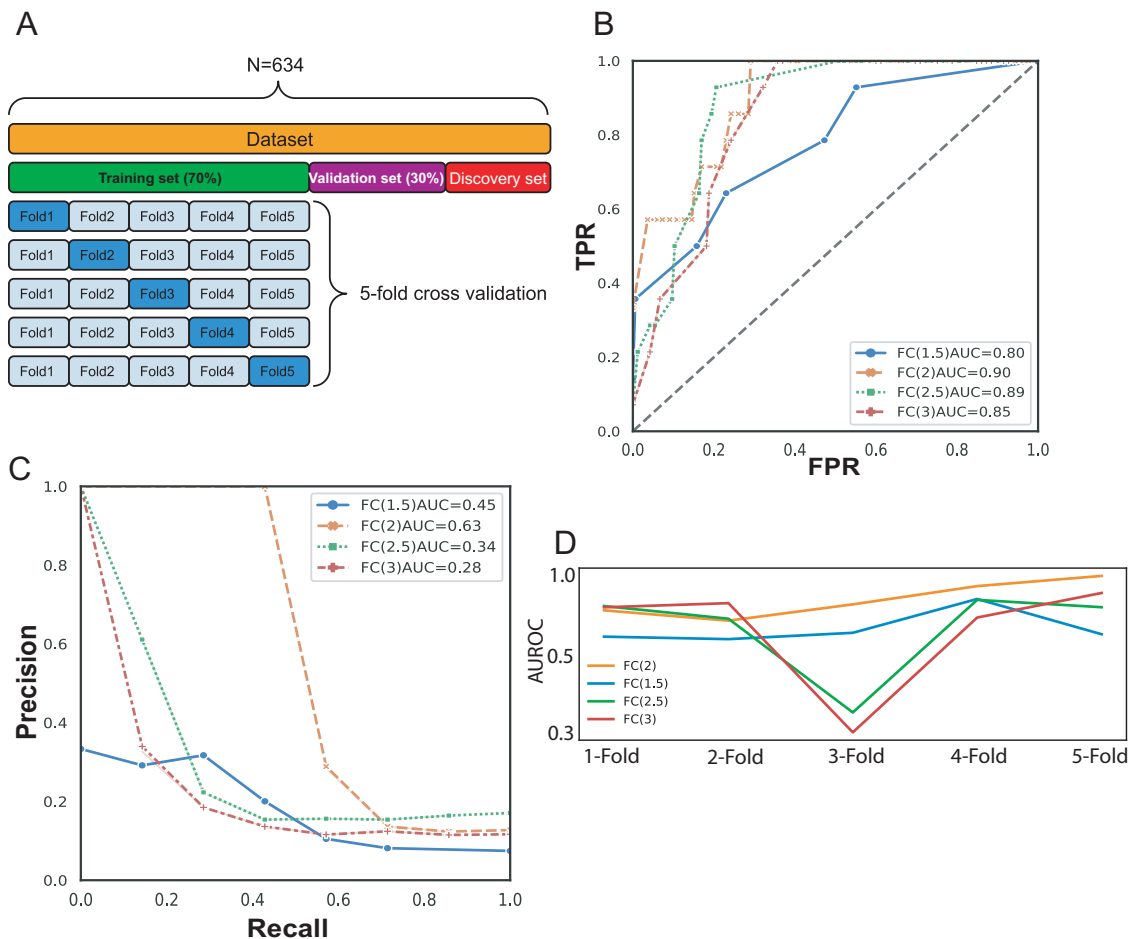 A
N=634
Dataset
Training set (70%) Validation set (30%) Discovery set
Fold1 Fold2 Fold3 Fold4 Fold5
Fold1 Fold2 Fold3 Fold4 Fold5
Fold1 Fold2 Fold3 Fold4 Fold5
Fold1 Fold2 Fold3 Fold4 Fold5
Fold1 Fold2 Fold3 Fold4 Fold5
5-fold cross validation
B
TPR
1.0
0.8
0.6
0.4
0.2
0.0
FC(1.5)AUC=0.80
FC(2)AUC=0.90
FC(2.5)AUC=0.89
FC(3)AUC=0.85
0.0 0.2 0.4 0.6 0.8 1.0
FPR
C
Precision
1.0
0.8
0.6
0.4
0.2
0.0
FC(1.5)AUC=0.45
FC(2)AUC=0.63
FC(2.5)AUC=0.34
FC(3)AUC=0.28
0.0 0.2 0.4 0.6 0.8 1.0
Recall
D
AUROC
1.0
0.5
0.3
FC(2)
FC(1.5)
FC(2.5)
FC(3)
1-Fold 2-Fold 3-Fold 4-Fold 5-Fold